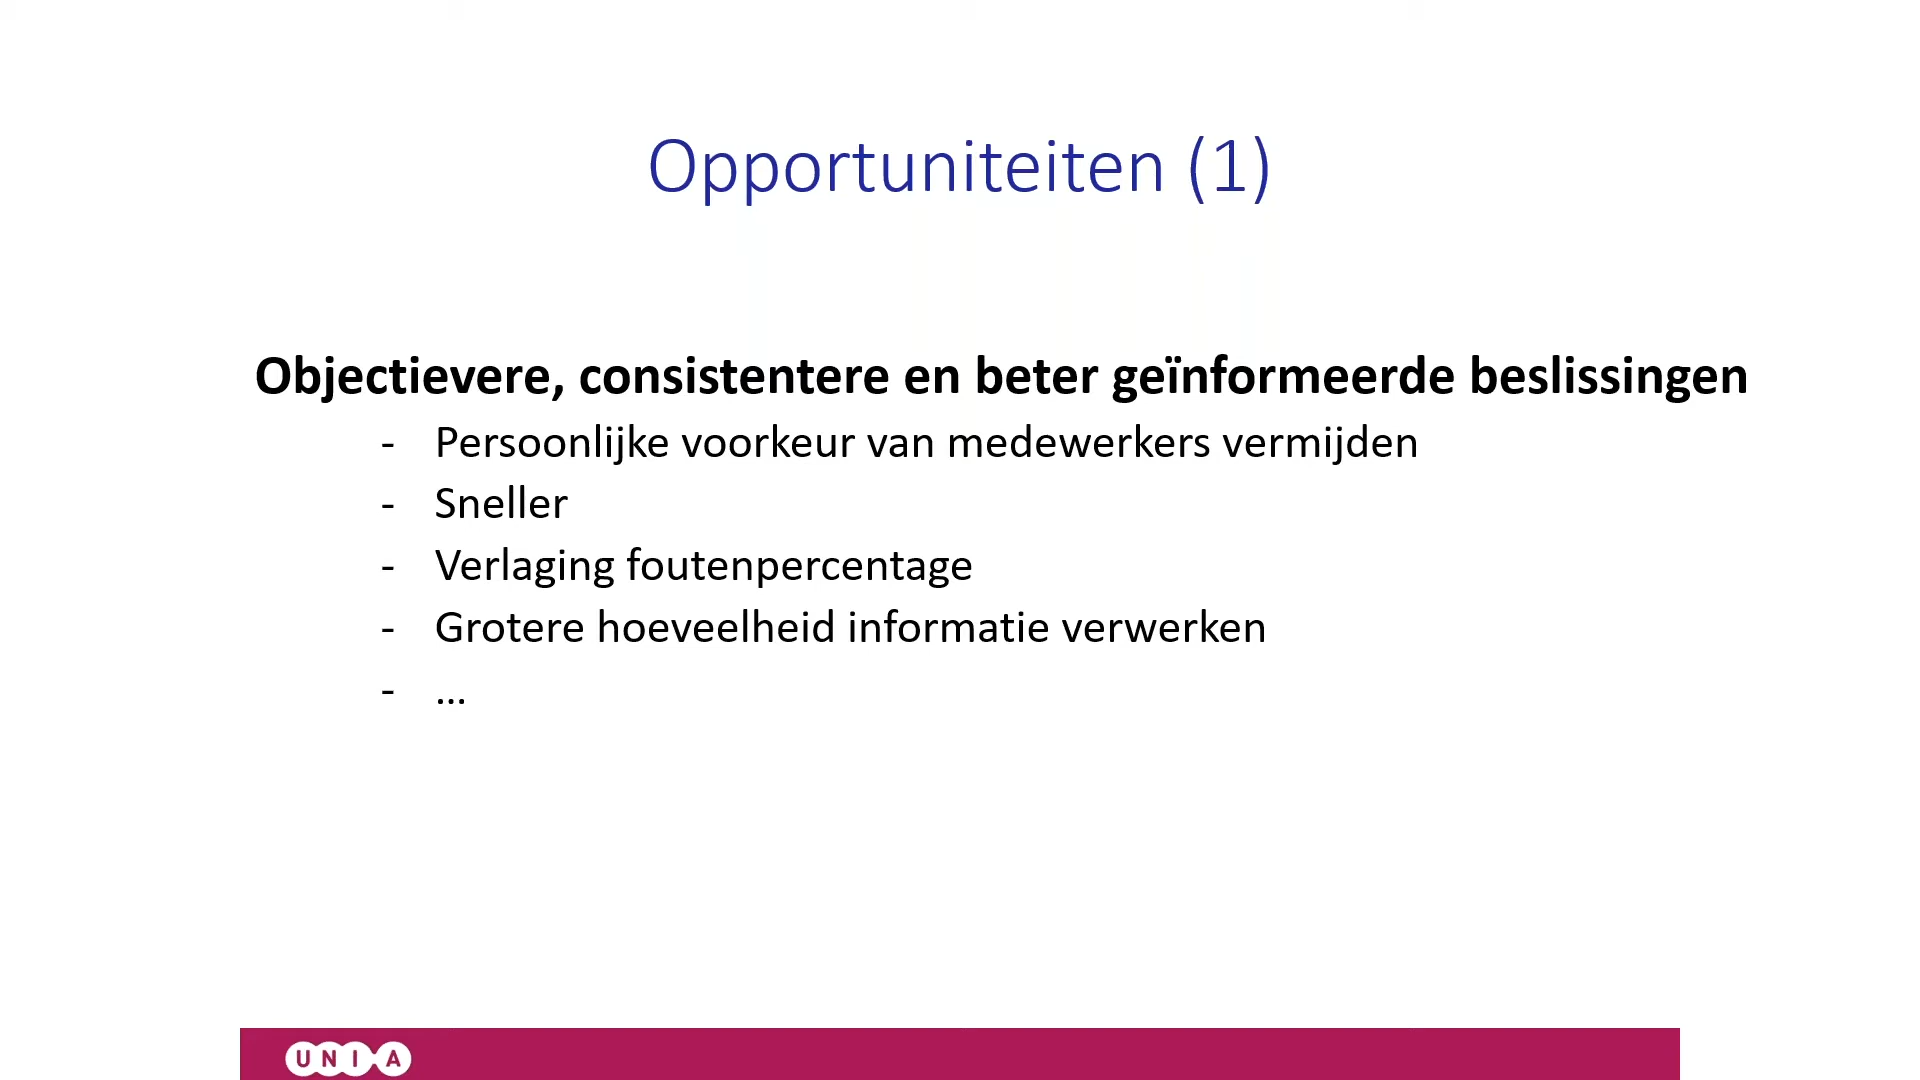 Opportuniteiten (1)
Objectievere, consistentere en beter geïnformeerde beslissingen
- Persoonlijke voorkeur van medewerkers vermijden
- Sneller
- Verlaging foutenpercentage
- Grotere hoeveelheid informatie verwerken
- ...
UNIA